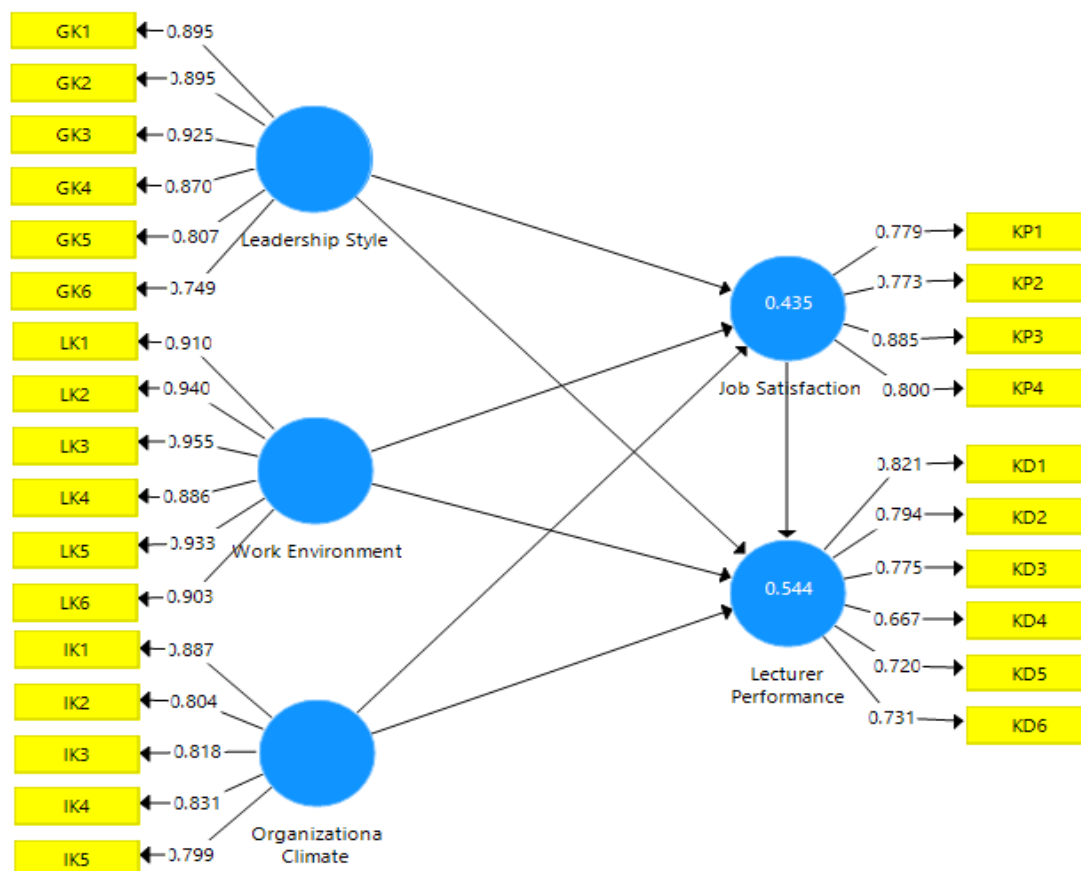 GK1
0.895
GK2
0.895
GK3
0.925
GK4
0.870
GK5
0.807
GK6
0.749
Leadership Style
LK1
0.910
LK2
0.940
LK3
0.955
LK4
0.886
LK5
0.933
LK6
0.903
Work Environment
IK1
0.887
IK2
0.804
IK3
0.818
IK4
0.831
IK5
0.799
Organizationa
Climate
0.435
Job Satisfaction
0.779
KP1
0.773
KP2
0.885
KP3
0.800
KP4
0.544
Lecturer
Performance
0.821
KD1
0.794
KD2
0.775
KD3
0.667
KD4
0.720
KD5
0.731
KD6